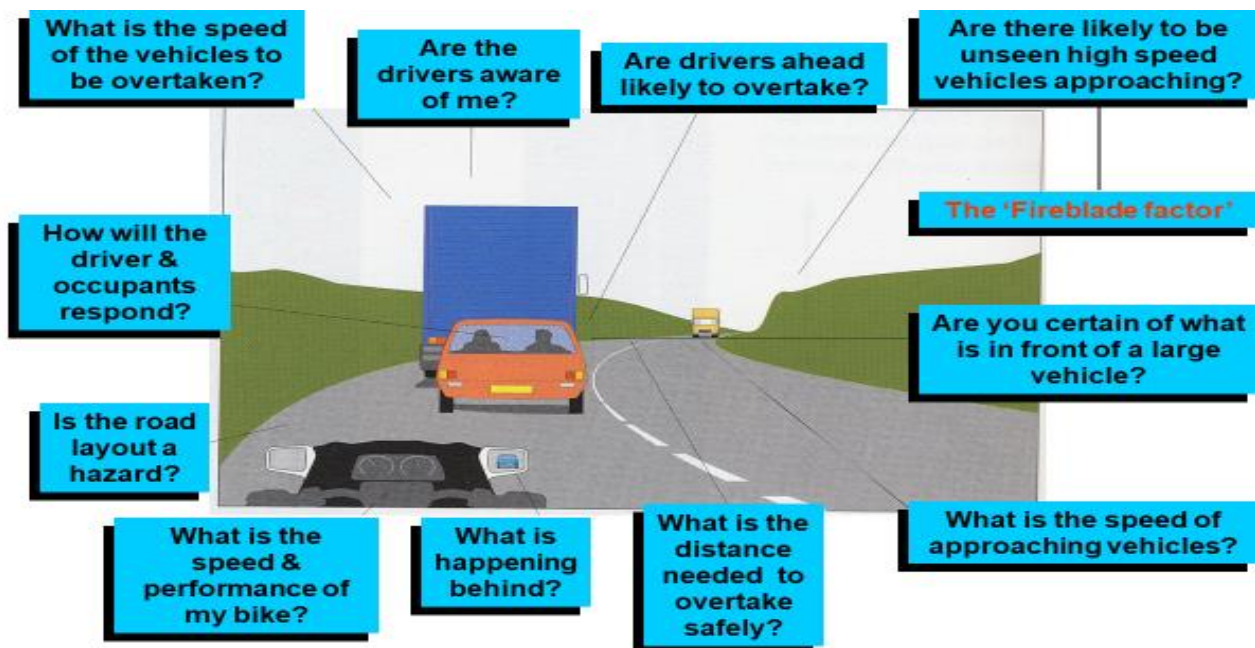 What is the speed
of the vehicles to
be overtaken?
Are the
drivers aware
of me?
Are drivers ahead
likely to overtake?
Are there likely to be
unseen high speed
vehicles approaching?
The ‘Fireblade factor’
How will the
driver &
occupants
respond?
Are you certain of what
is in front of a large
vehicle?
Is the road
layout a
hazard?
What is the
speed &
performance of
my bike?
What is
happening
behind?
What is the
distance
needed to
overtake
safely?
What is the speed of
approaching vehicles?